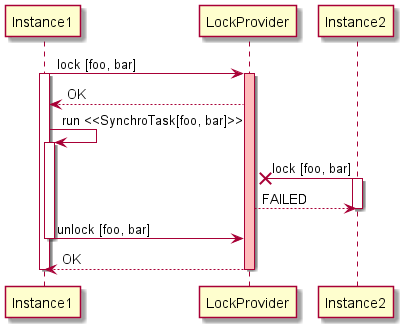 Instance1 LockProvider Instance2
lock [foo, bar]
OK
run <<SynchroTask[foo, bar]>>
lock [foo, bar]
FAILED
unlock [foo, bar]
OK
Instance1 LockProvider Instance2